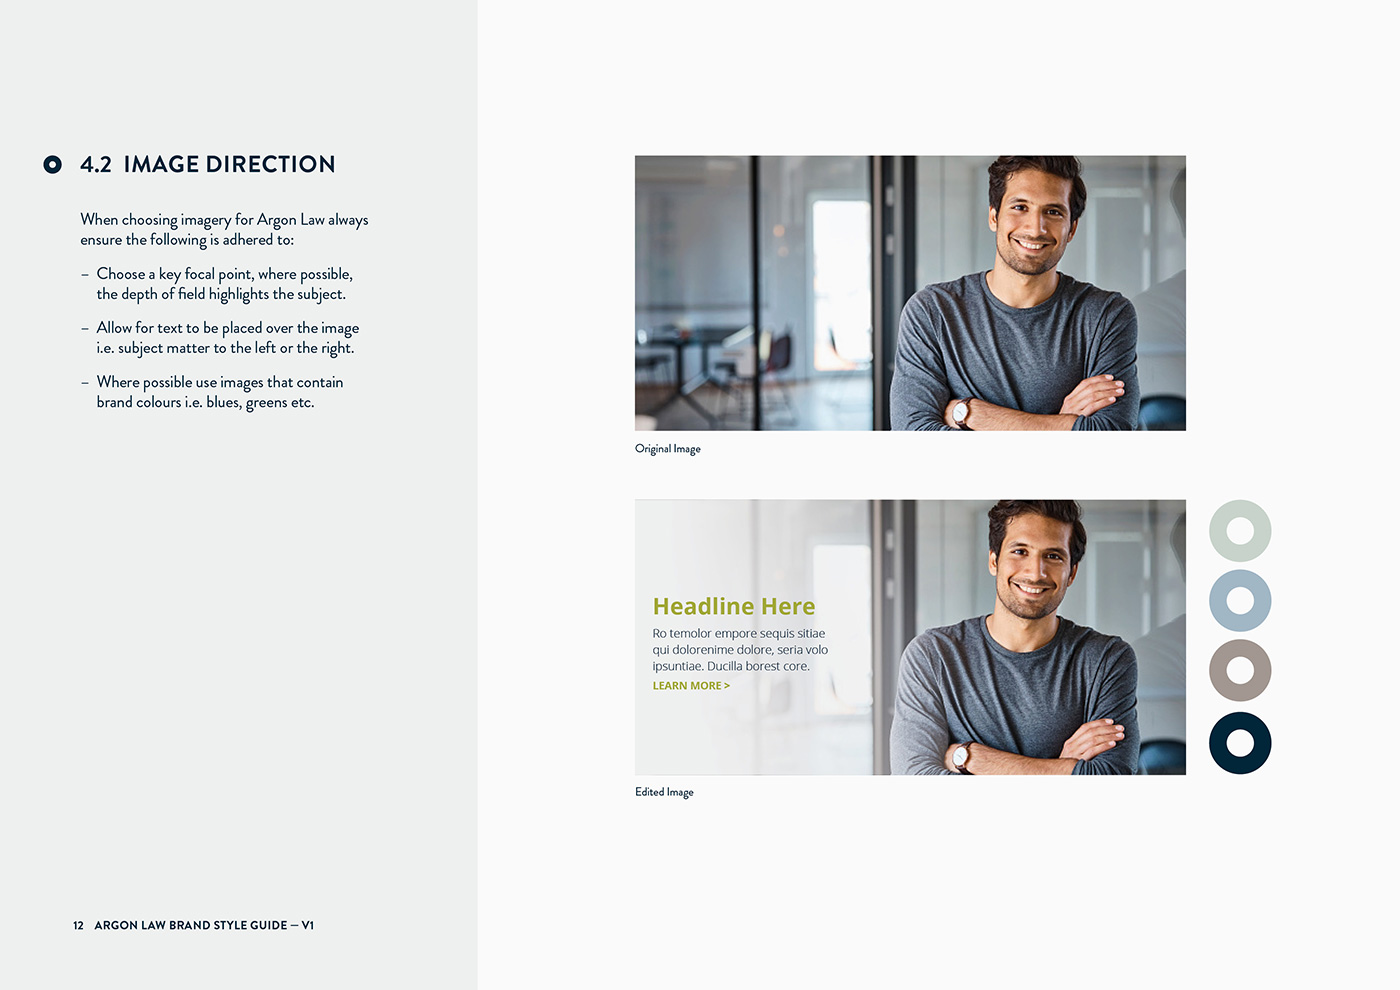 4.2 IMAGE DIRECTION
When choosing imagery for Argon Law always
ensure the following is adhered to:
– Choose a key focal point, where possible,
the depth of field highlights the subject.
– Allow for text to be placed over the image
i.e. subject matter to the left or the right.
– Where possible use images that contain
brand colours i.e. blues, greens etc.
12 ARGON LAW BRAND STYLE GUIDE — V1
Original Image
Headline Here
Ro temolor empore sequis sitiae
qui dolorenime dolore, seria volo
ipsuntiae. Ducilla borest core.
LEARN MORE >
Edited Image